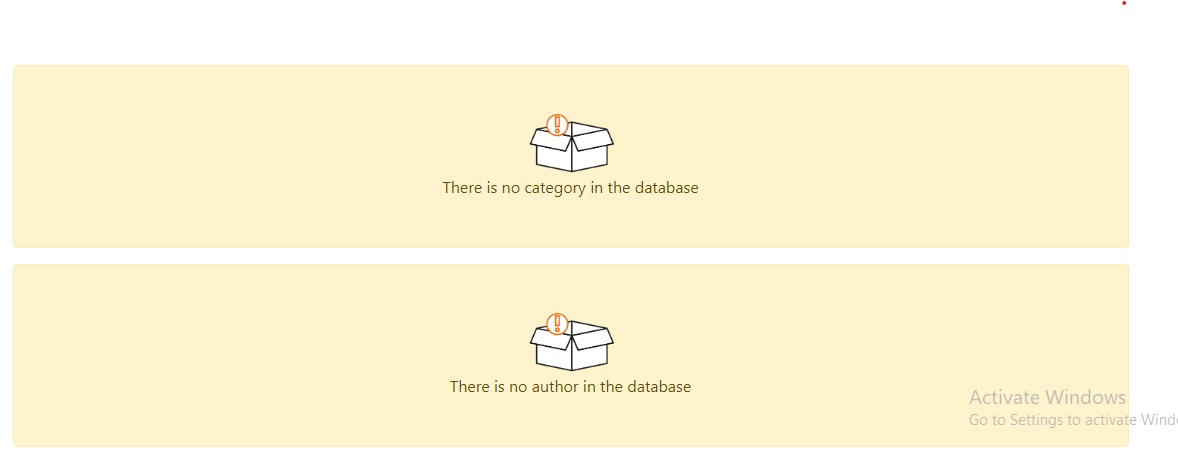 There is no category in the database
There is no author in the database
Activate Windows
Go to Settings to activate